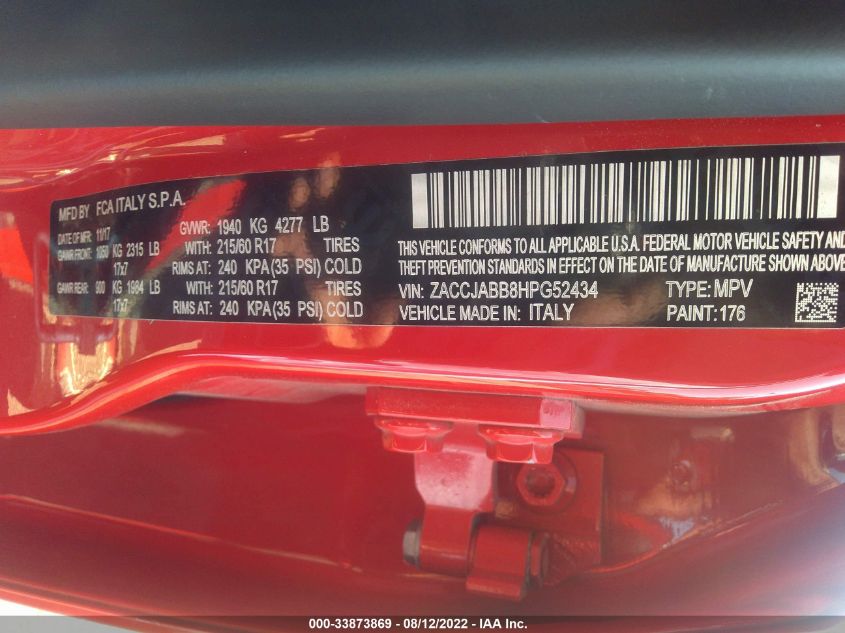 MFD BY FCA ITALY S.P.A.
DATE OF MFR: 11/17 GVWR: 1940 KG 4277 LB
GAWR FRONT: 1050 KG 2315 LB WITH: 215/60 R17 TIRES
17x7 RIMS AT: 240 KPA(35 PSI) COLD
GAWR REAR: 900 KG 1984 LB WITH: 215/60 R17 TIRES
17x7 RIMS AT: 240 KPA(35 PSI) COLD
THIS VEHICLE CONFORMS TO ALL APPLICABLE U.S.A. FEDERAL MOTOR VEHICLE SAFETY AND
THEFT PREVENTION STANDARDS IN EFFECT ON THE DATE OF MANUFACTURE SHOWN ABOVE
VIN: ZACCJABB8HPG52434 TYPE: MPV
VEHICLE MADE IN: ITALY PAINT: 176
000-33873869 - 08/12/2022 - IAA Inc.